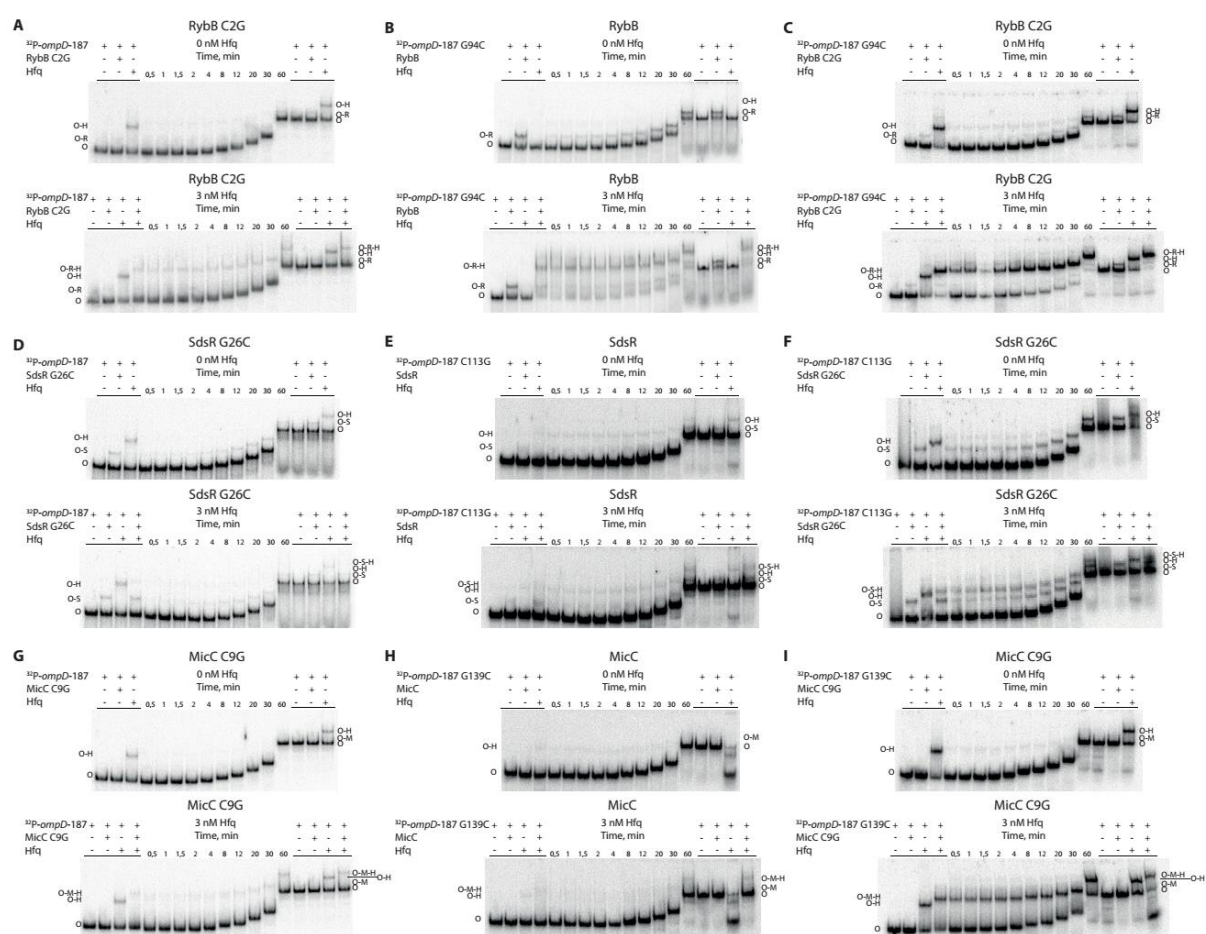 A RybB C2G
³²P-ompD-187 + + + 0 nM Hfq + + +
RybB C2G - + - Time, min - + -
Hfq - - + 0,5 1 1,5 2 4 8 12 20 30 60 - - +
O-H O-R O
O-H O-R O
RybB C2G
³²P-ompD-187 + + + + 3 nM Hfq + + + +
RybB C2G - + - + Time, min - + - +
Hfq - - + + 0,5 1 1,5 2 4 8 12 20 30 60 - - + +
O-R-H O-H O-R O
O-R-H O-H O-R O
B RybB
³²P-ompD-187 G94C + + + 0 nM Hfq + + +
RybB - + - Time, min - + -
Hfq - - + 0,5 1 1,5 2 4 8 12 20 30 60 - - +
O-R O
O-H O-R O
RybB
³²P-ompD-187 G94C + + + + 3 nM Hfq + + + +
RybB - + - + Time, min - + - +
Hfq - - + + 0,5 1 1,5 2 4 8 12 20 30 60 - - + +
O-R-H O-R O
O-R-H O-H O-R O
C RybB C2G
³²P-ompD-187 G94C + + + 0 nM Hfq + + +
RybB C2G - + - Time, min - + -
Hfq - - + 0,5 1 1,5 2 4 8 12 20 30 60 - - +
O-H O-R O
O-H O-R O
RybB C2G
³²P-ompD-187 G94C + + + + 3 nM Hfq + + + +
RybB C2G - + - + Time, min - + - +
Hfq - - + + 0,5 1 1,5 2 4 8 12 20 30 60 - - + +
O-R-H O-H O-R O
O-R-H O-H O-R O
D SdsR G26C
³²P-ompD-187 + + + 0 nM Hfq + + +
SdsR G26C - + - Time, min - + -
Hfq - - + 0,5 1 1,5 2 4 8 12 20 30 60 - - +
O-H O-S O
O-H O-S O
SdsR G26C
³²P-ompD-187 + + + + 3 nM Hfq + + + +
SdsR G26C - + - + Time, min - + - +
Hfq - - + + 0,5 1 1,5 2 4 8 12 20 30 60 - - + +
O-H O-S O
O-S-H O-H O-S O
E SdsR
³²P-ompD-187 C113G + + + 0 nM Hfq + + +
SdsR - + - Time, min - + -
Hfq - - + 0,5 1 1,5 2 4 8 12 20 30 60 - - +
O-H O
O-H O-S O
SdsR
³²P-ompD-187 C113G + + + + 3 nM Hfq + + + +
SdsR - + - + Time, min - + - +
Hfq - - + + 0,5 1 1,5 2 4 8 12 20 30 60 - - + +
O-S-H O-H O
O-S-H O-H O-S O
F SdsR G26C
³²P-ompD-187 C113G + + + 0 nM Hfq + + +
SdsR G26C - + - Time, min - + -
Hfq - - + 0,5 1 1,5 2 4 8 12 20 30 60 - - +
O-H O-S O
O-H O-S O
SdsR G26C
³²P-ompD-187 C113G + + + + 3 nM Hfq + + + +
SdsR G26C - + - + Time, min - + - +
Hfq - - + + 0,5 1 1,5 2 4 8 12 20 30 60 - - + +
O-S-H O-H O-S O
O-S-H O-H O-S O
G MicC C9G
³²P-ompD-187 + + + 0 nM Hfq + + +
MicC C9G - + - Time, min - + -
Hfq - - + 0,5 1 1,5 2 4 8 12 20 30 60 - - +
O-H O
O-H O-M O
MicC C9G
³²P-ompD-187 + + + + 3 nM Hfq + + + +
MicC C9G - + - + Time, min - + - +
Hfq - - + + 0,5 1 1,5 2 4 8 12 20 30 60 - - + +
O-M-H O-H O
O-M-H O-H O-M O
H MicC
³²P-ompD-187 G139C + + + 0 nM Hfq + + +
MicC - + - Time, min - + -
Hfq - - + 0,5 1 1,5 2 4 8 12 20 30 60 - - +
O-H O
O-M O
MicC
³²P-ompD-187 G139C + + + + 3 nM Hfq + + + +
MicC - + - + Time, min - + - +
Hfq - - + + 0,5 1 1,5 2 4 8 12 20 30 60 - - + +
O-M-H O-H O
O-M-H O-M O
I MicC C9G
³²P-ompD-187 G139C + + + 0 nM Hfq + + +
MicC C9G - + - Time, min - + -
Hfq - - + 0,5 1 1,5 2 4 8 12 20 30 60 - - +
O-H O
O-H O-M O
MicC C9G
³²P-ompD-187 G139C + + + + 3 nM Hfq + + + +
MicC C9G - + - + Time, min - + - +
Hfq - - + + 0,5 1 1,5 2 4 8 12 20 30 60 - - + +
O-M-H O-H O
O-M-H O-H O-M O